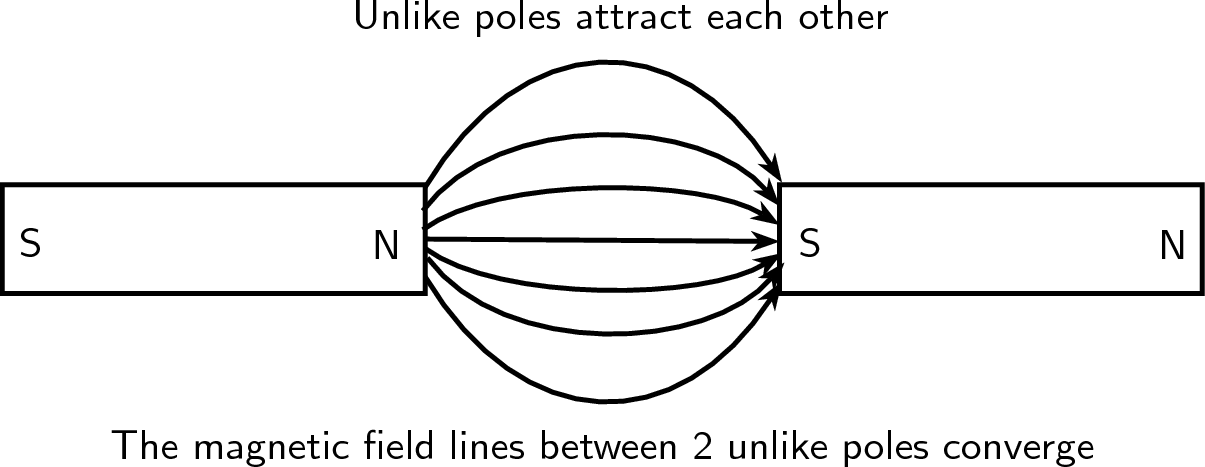 Unlike poles attract each other
S N S N
The magnetic field lines between 2 unlike poles converge